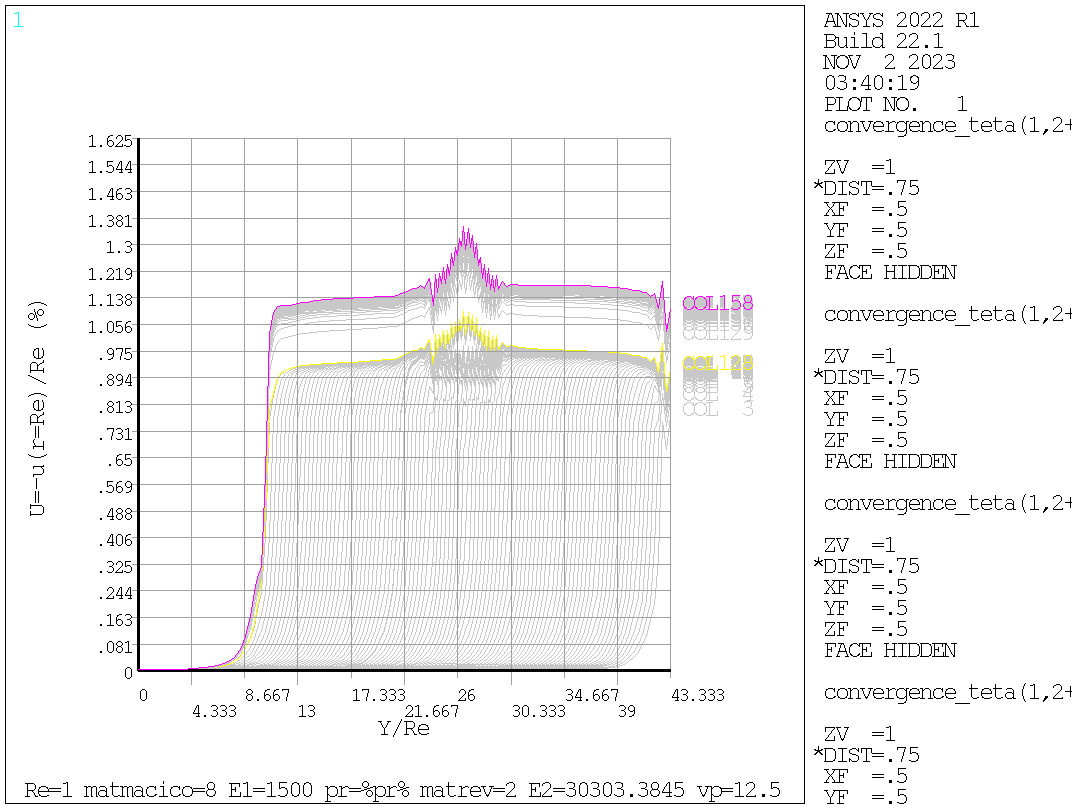 1
ANSYS 2022 R1
Build 22.1
NOV 2 2023
03:40:19
PLOT NO. 1
convergence_teta(1,2+
ZV =1
*DIST=.75
XF =.5
YF =.5
ZF =.5
FACE HIDDEN
convergence_teta(1,2+
ZV =1
*DIST=.75
XF =.5
YF =.5
ZF =.5
FACE HIDDEN
convergence_teta(1,2+
ZV =1
*DIST=.75
XF =.5
YF =.5
ZF =.5
FACE HIDDEN
convergence_teta(1,2+
ZV =1
*DIST=.75
XF =.5
YF =.5
U=-u(r=Re)/Re (%)
1.625
1.544
1.463
1.381
1.3
1.219
1.138
1.056
.975
.894
.813
.731
.65
.569
.488
.406
.325
.244
.163
.081
0
COL158
COL129
COL
0
4.333
8.667
13
17.333
21.667
26
30.333
34.667
39
43.333
Y/Re
Re=1 matmacico=8 E1=1500 pr=%pr% matrev=2 E2=30303.3845 vp=12.5